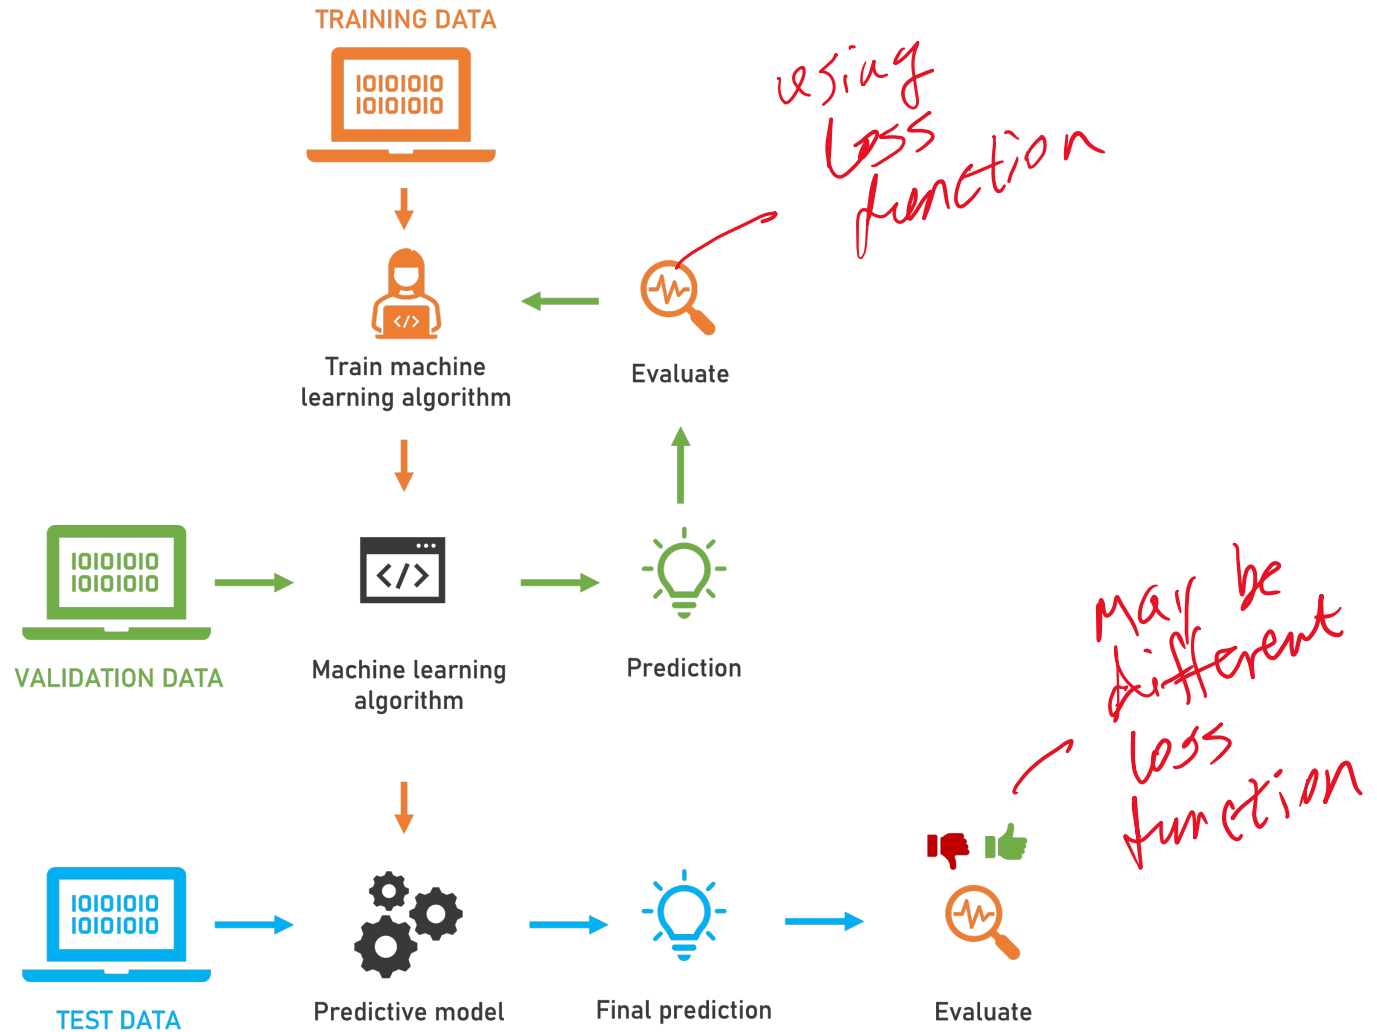 TRAINING DATA
10101010
10101010
using
loss
function
</>
Train machine
learning algorithm
Evaluate
10101010
10101010
VALIDATION DATA
</>
Machine learning
algorithm
Prediction
may be
different
loss
function
10101010
10101010
TEST DATA
Predictive model
Final prediction
Evaluate